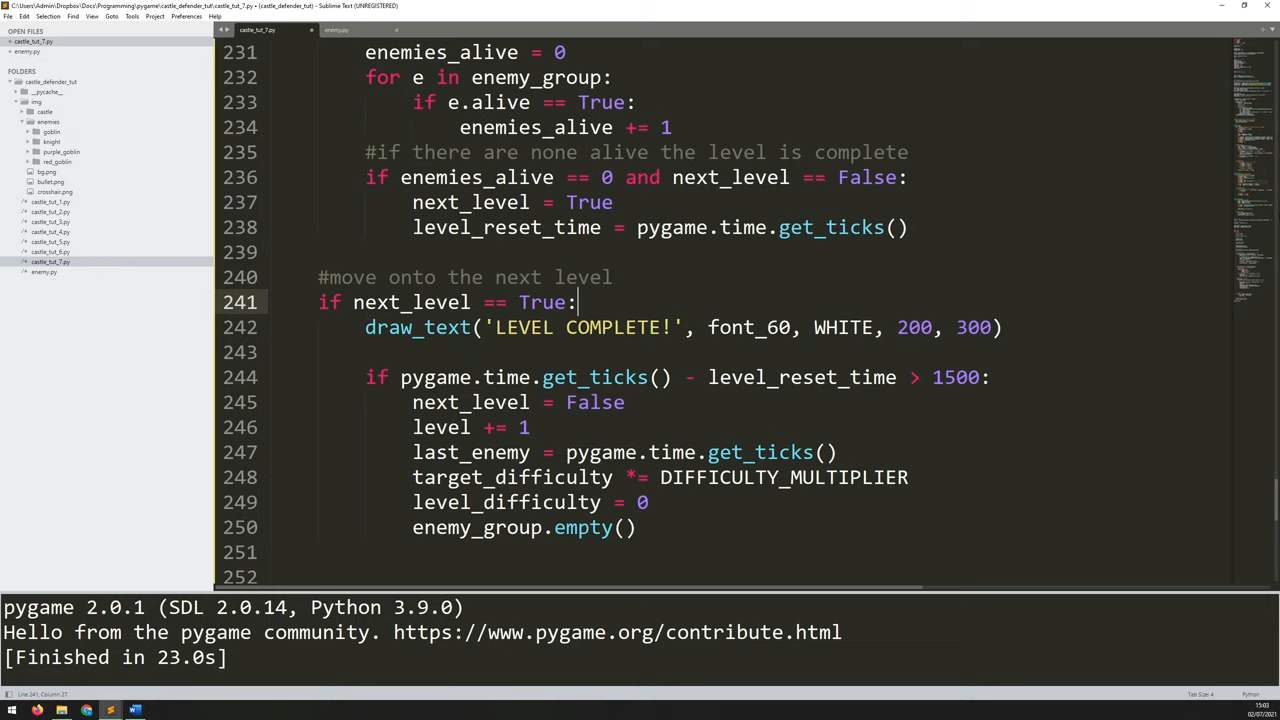 C:\Users\Admin\Dropbox\Docs\Programming\pygame\castle_defender_tut\castle_tut_7.py • (castle_defender_tut) - Sublime Text (UNREGISTERED)
File Edit Selection Find View Goto Tools Project Preferences Help
OPEN FILES
castle_tut_7.py
enemy.py
FOLDERS
castle_defender_tut
__pycache__
img
castle
enemies
goblin
knight
purple_goblin
red_goblin
bg.png
bullet.png
crosshair.png
castle_tut_1.py
castle_tut_2.py
castle_tut_3.py
castle_tut_4.py
castle_tut_5.py
castle_tut_6.py
castle_tut_7.py
enemy.py
castle_tut_7.py enemy.py
231 enemies_alive = 0
232 for e in enemy_group:
233 if e.alive == True:
234 enemies_alive += 1
235 #if there are none alive the level is complete
236 if enemies_alive == 0 and next_level == False:
237 next_level = True
238 level_reset_time = pygame.time.get_ticks()
239
240 #move onto the next level
241 if next_level == True:
242 draw_text('LEVEL COMPLETE!', font_60, WHITE, 200, 300)
243
244 if pygame.time.get_ticks() - level_reset_time > 1500:
245 next_level = False
246 level += 1
247 last_enemy = pygame.time.get_ticks()
248 target_difficulty *= DIFFICULTY_MULTIPLIER
249 level_difficulty = 0
250 enemy_group.empty()
251
252
pygame 2.0.1 (SDL 2.0.14, Python 3.9.0)
Hello from the pygame community. https://www.pygame.org/contribute.html
[Finished in 23.0s]
Line 241, Column 27 Tab Size: 4 Python
15:03
02/07/2021